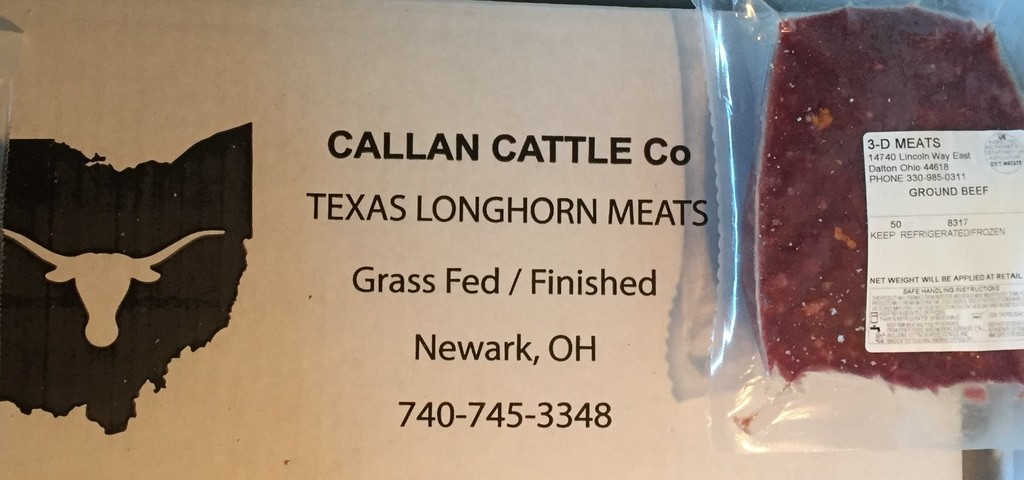 CALLAN CATTLE Co
TEXAS LONGHORN MEATS
Grass Fed / Finished
Newark, OH
740-745-3348
3-D MEATS
14740 Lincoln Way East
Dalton Ohio 44618
PHONE 330-985-0311
GROUND BEEF
50 8317
KEEP REFRIGERATED/FROZEN
NET WEIGHT WILL BE APPLIED AT RETAIL
SAFE HANDLING INSTRUCTIONS